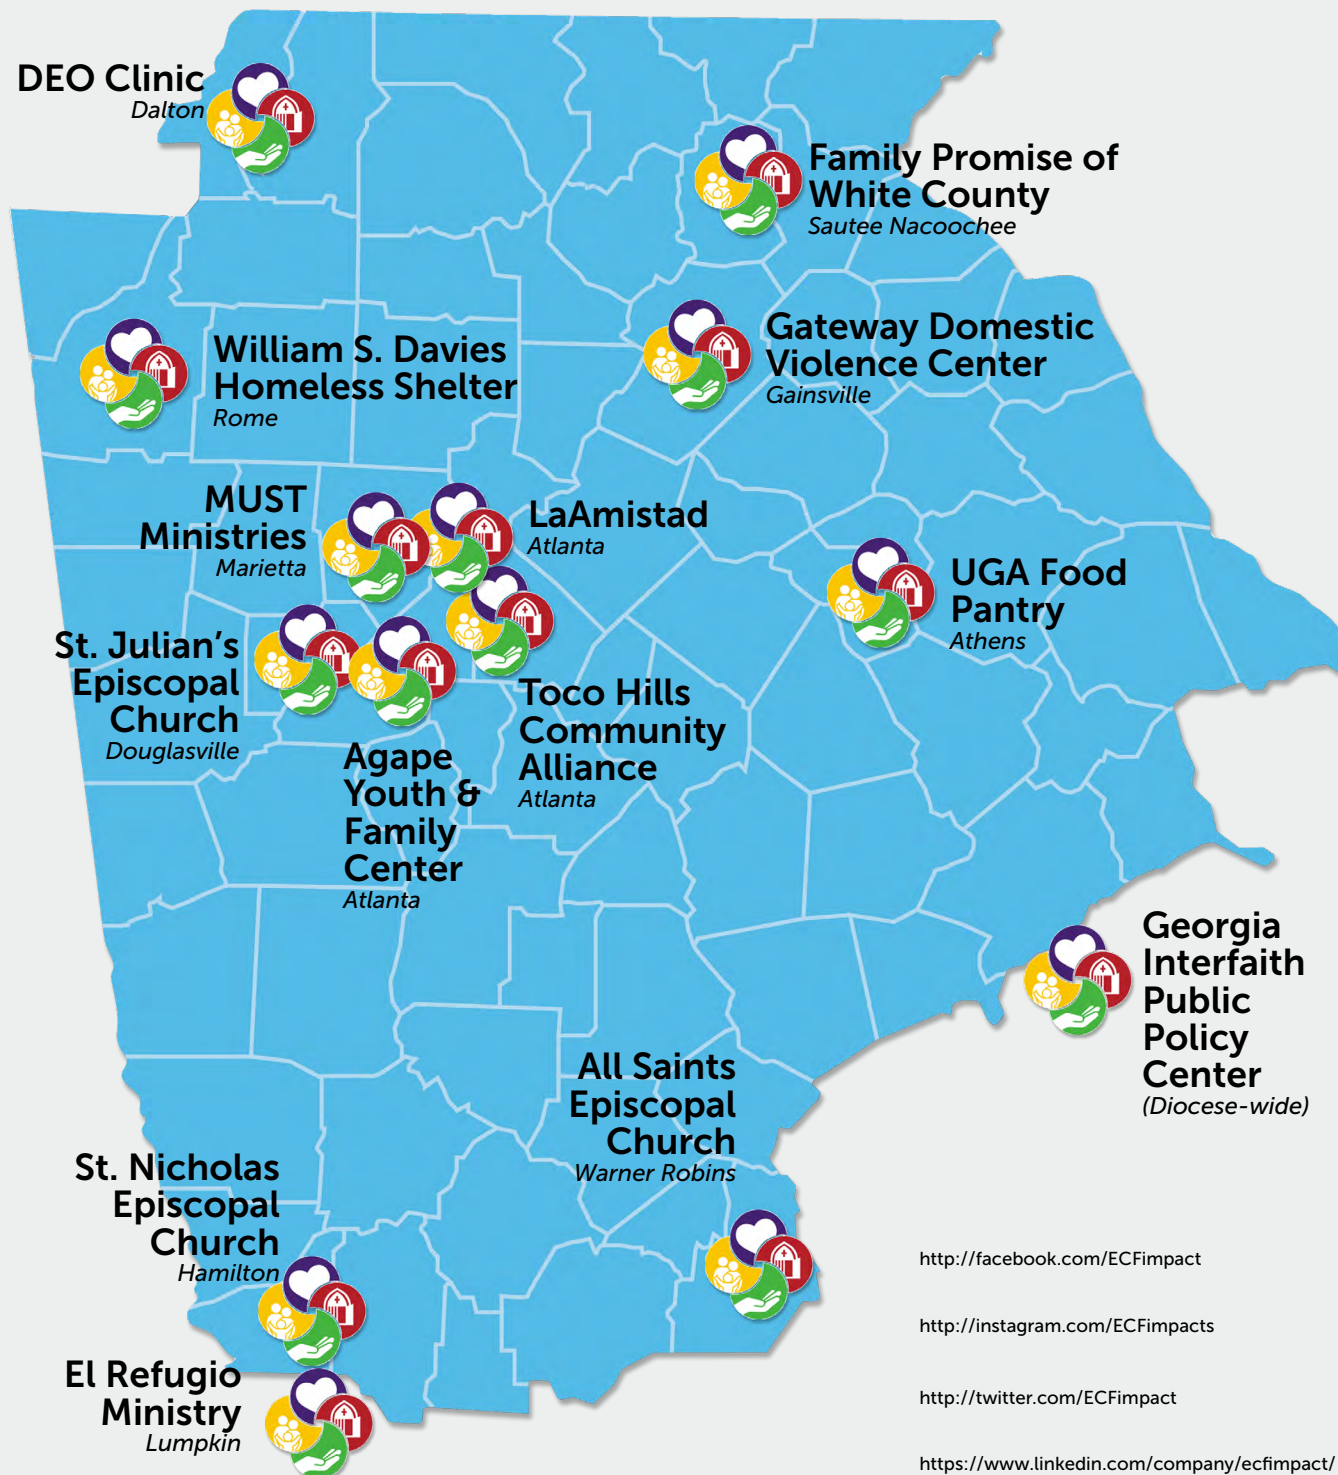 DEO Clinic
Dalton
Family Promise of
White County
Sautee Nacoochee
William S. Davies
Homeless Shelter
Rome
Gateway Domestic
Violence Center
Gainsville
MUST
Ministries
Marietta
LaAmistad
Atlanta
UGA Food
Pantry
Athens
St. Julian's
Episcopal
Church
Douglasville
Toco Hills
Community
Alliance
Atlanta
Agape
Youth &
Family
Center
Atlanta
Georgia
Interfaith
Public
Policy
Center
(Diocese-wide)
All Saints
Episcopal
Church
Warner Robins
St. Nicholas
Episcopal
Church
Hamilton
El Refugio
Ministry
Lumpkin
http://facebook.com/ECFimpact
http://instagram.com/ECFimpacts
http://twitter.com/ECFimpact
https://www.linkedin.com/company/ecfimpact/